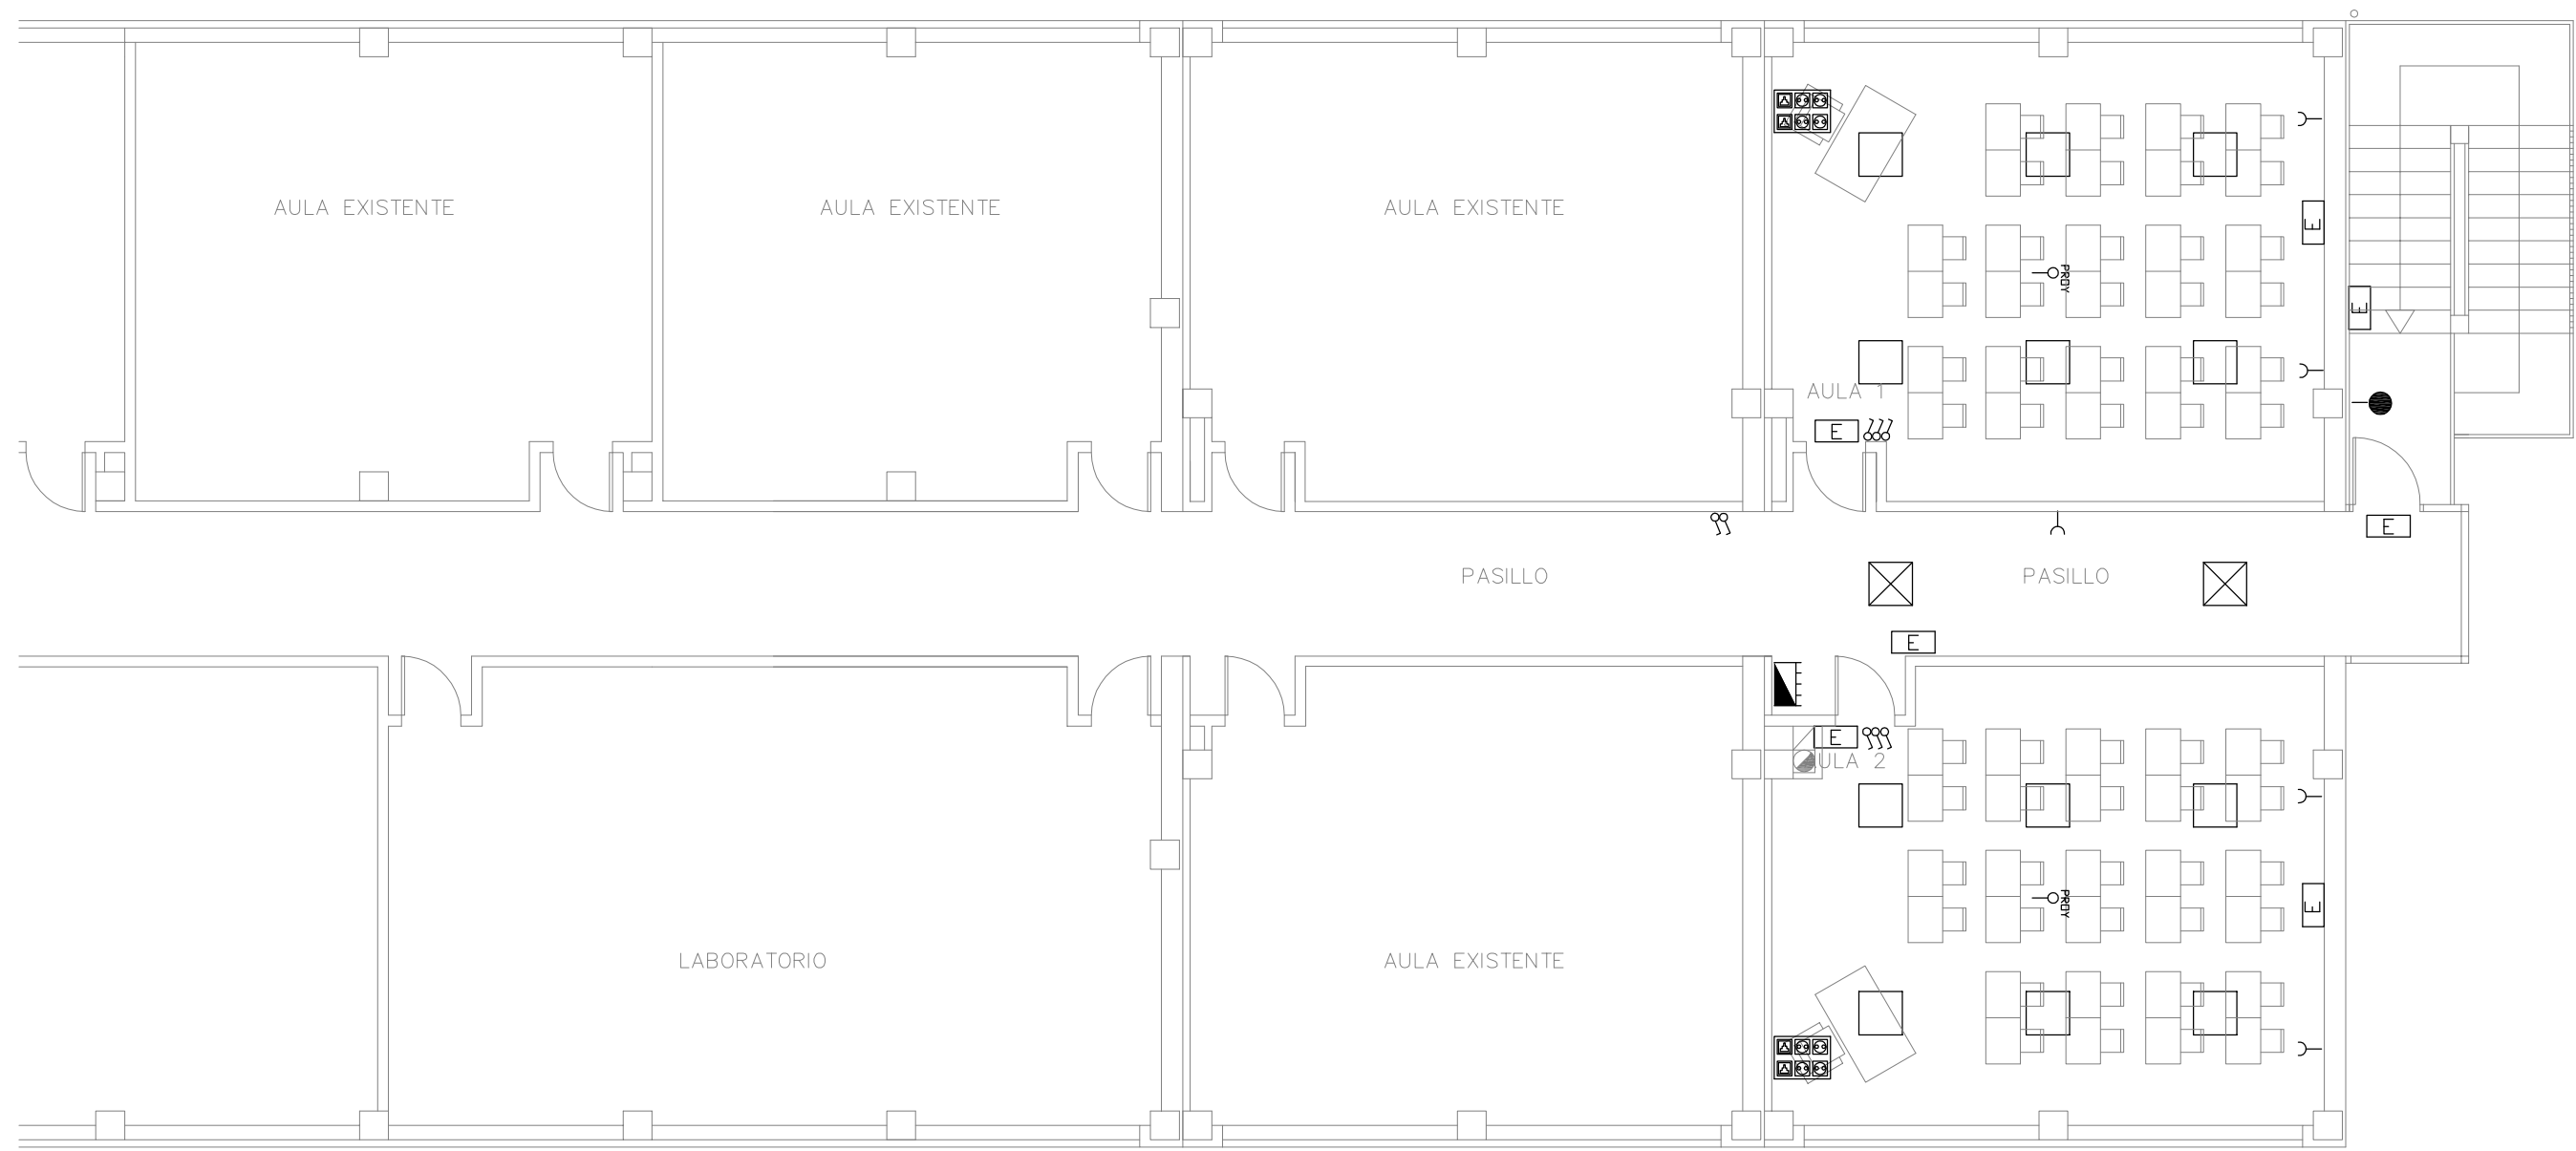 AULA EXISTENTE
AULA EXISTENTE
AULA EXISTENTE
E
PROY
E
AULA 1
E
E
PASILLO
PASILLO
E
E
AULA 2
E
PROY
LABORATORIO
AULA EXISTENTE